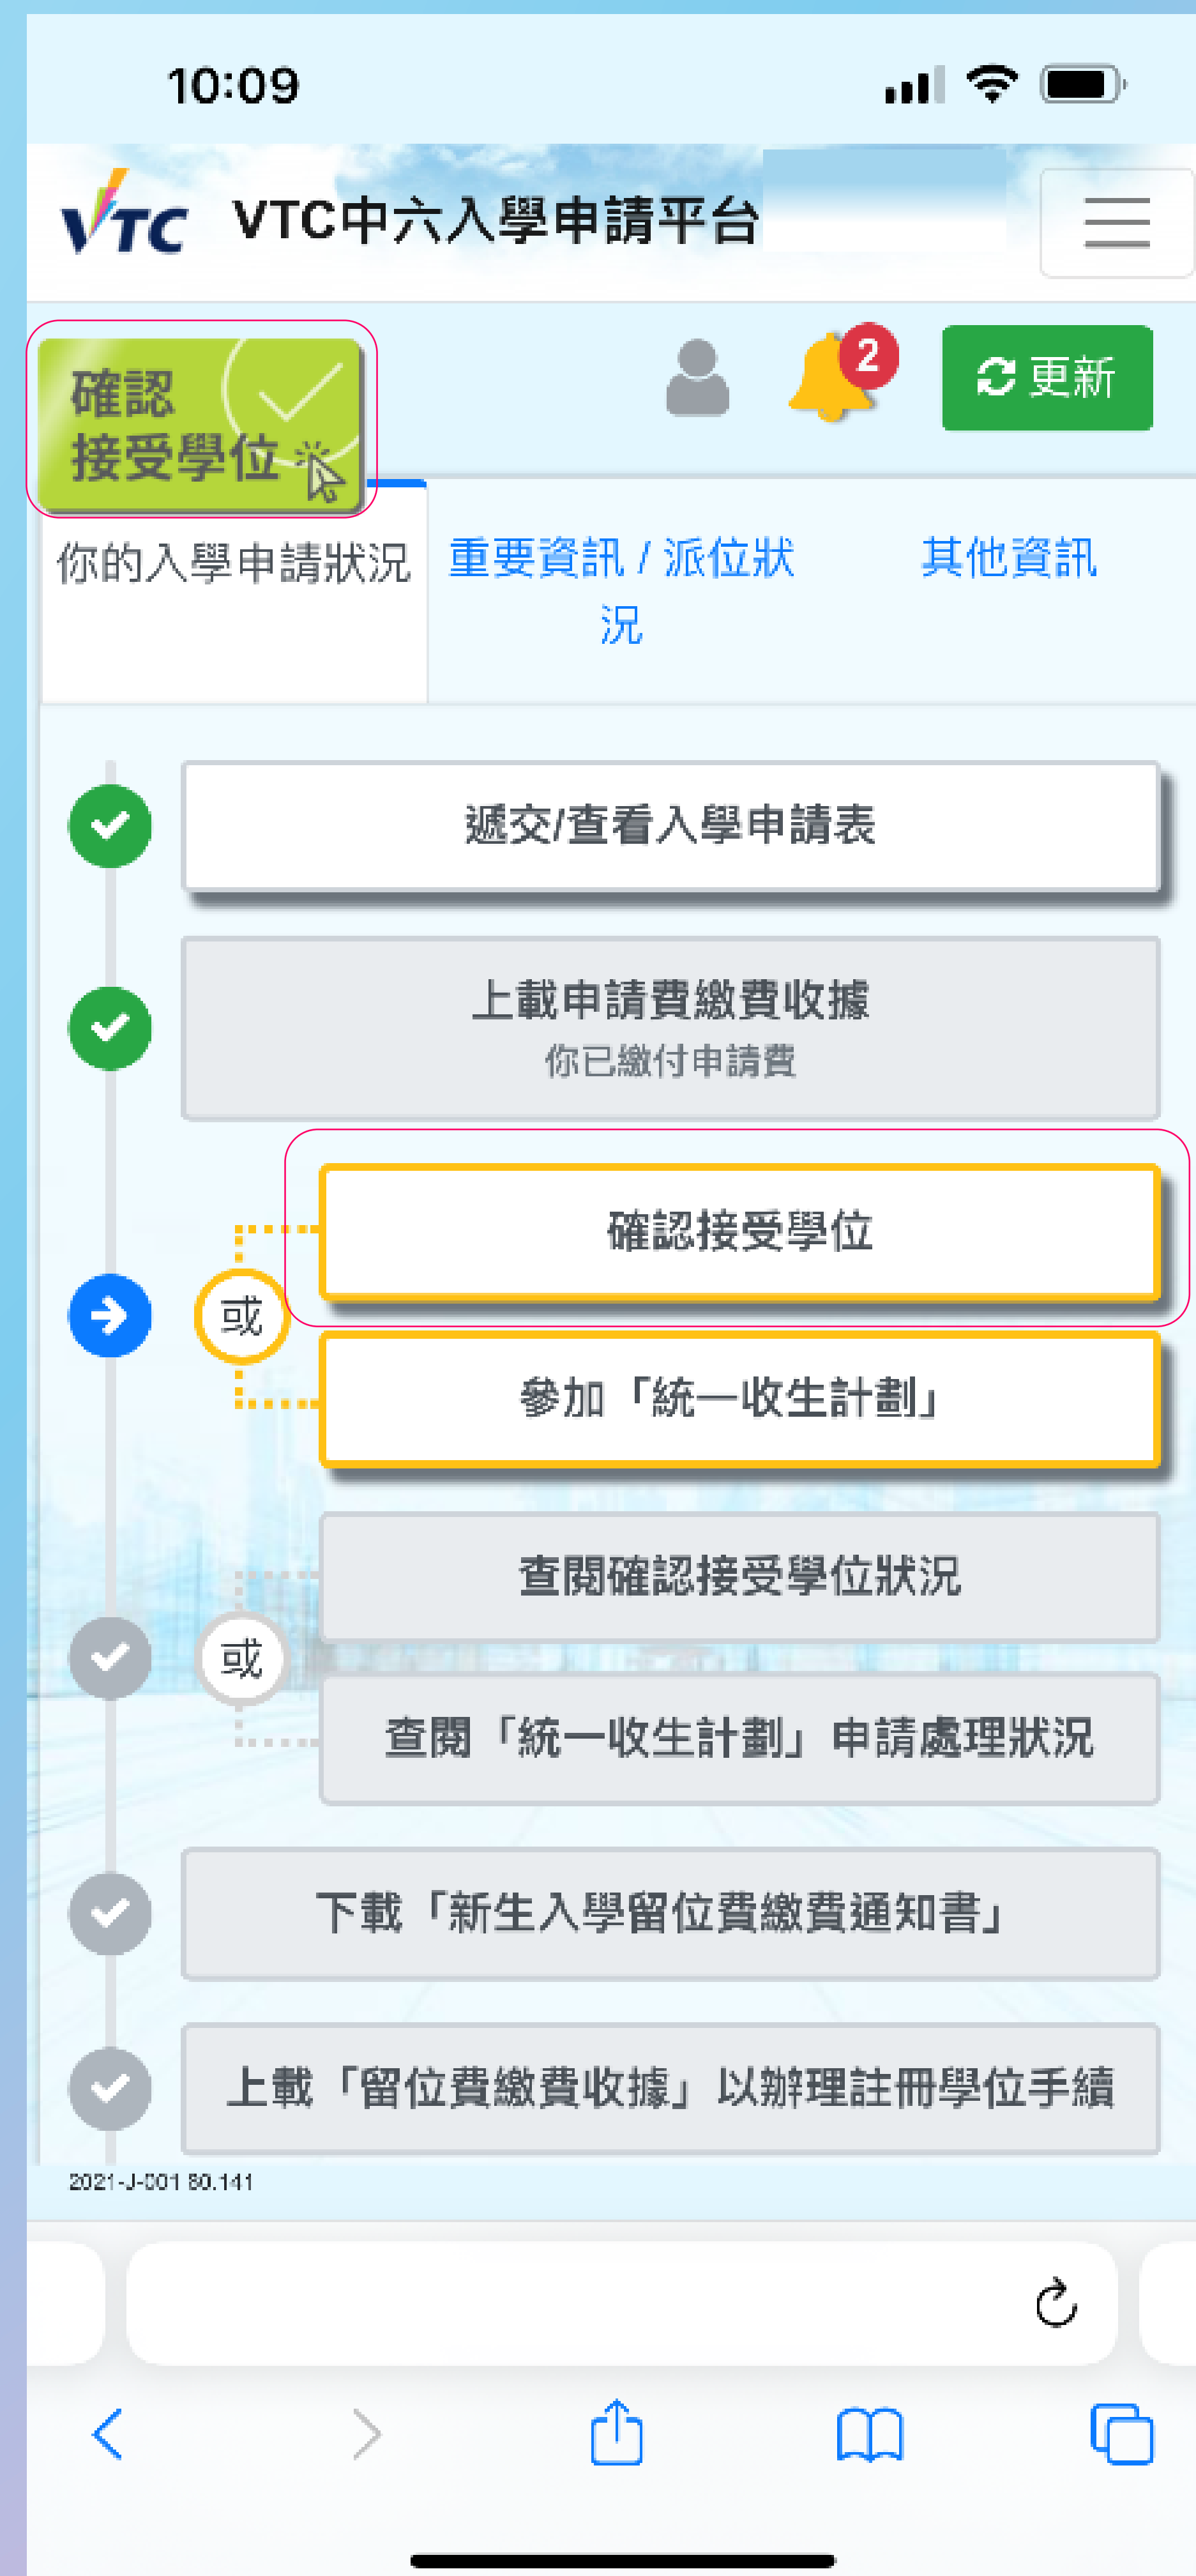 10:09
VTC VTC中六入學申請平台
確認
接受學位
2
更新
你的入學申請狀況
重要資訊 / 派位狀
況
其他資訊
遞交/查看入學申請表
上載申請費繳費收據
你已繳付申請費
確認接受學位
或
參加「統一收生計劃」
查閱確認接受學位狀況
或
查閱「統一收生計劃」申請處理狀況
下載「新生入學留位費繳費通知書」
上載「留位費繳費收據」以辦理註冊學位手續
2021-J-001 80.141